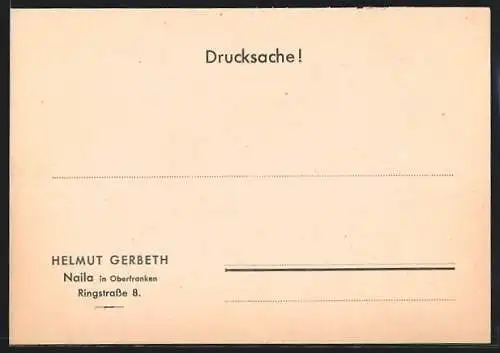 Drucksache!
HELMUT GERBETH
Naila in Oberfranken
Ringstraße 8.